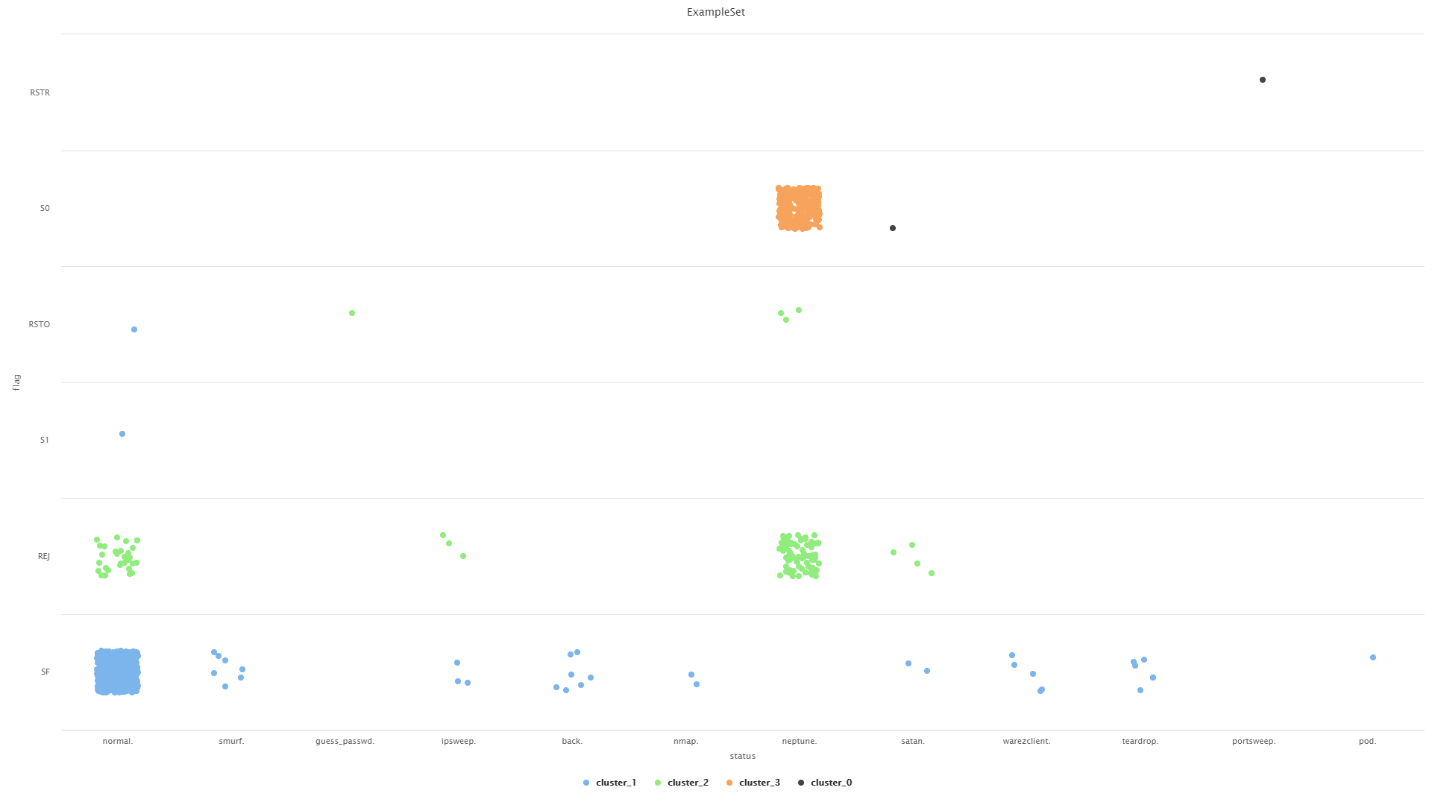 ExampleSet
RSTR
S0
RSTO
flag
S1
REJ
SF
normal. smurf. guess_passwd. ipsweep. back. nmap. neptune. satan. warezclient. teardrop. portsweep. pod.
status
cluster_1 cluster_2 cluster_3 cluster_0